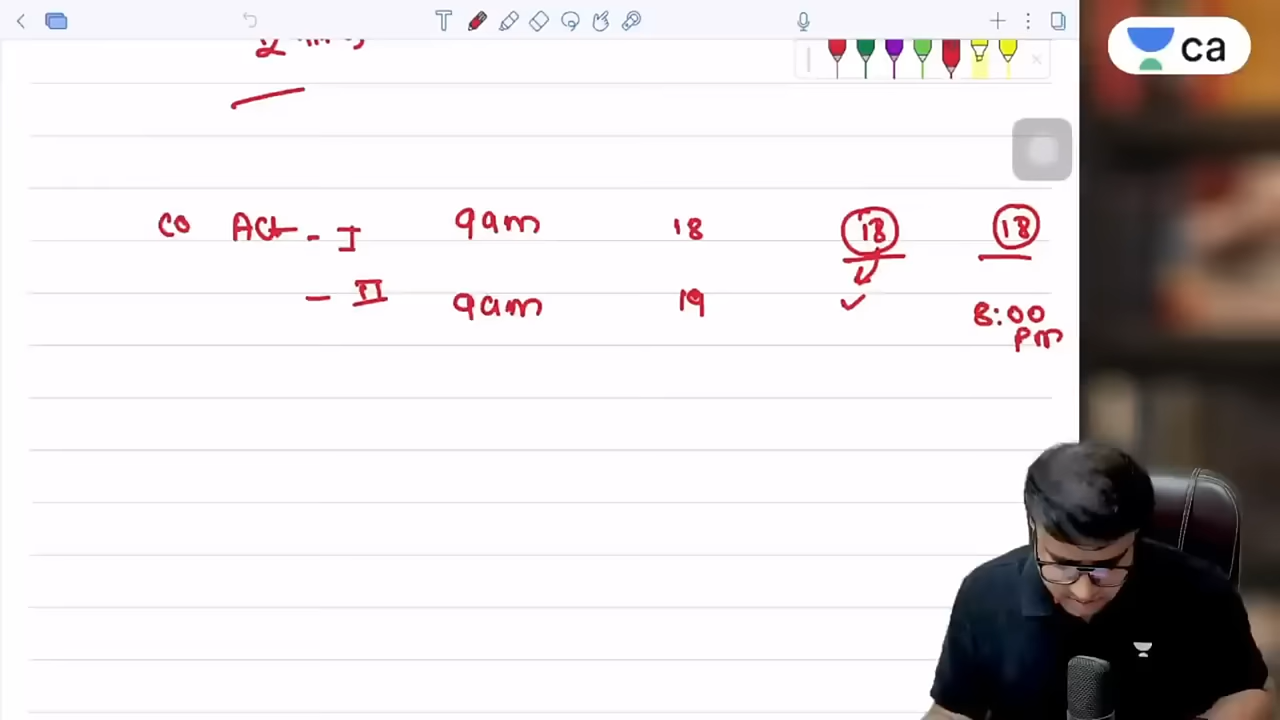 ca
Co Act - I 9am 18 18 18
- II 9am 19 ✓ 8:00
pm